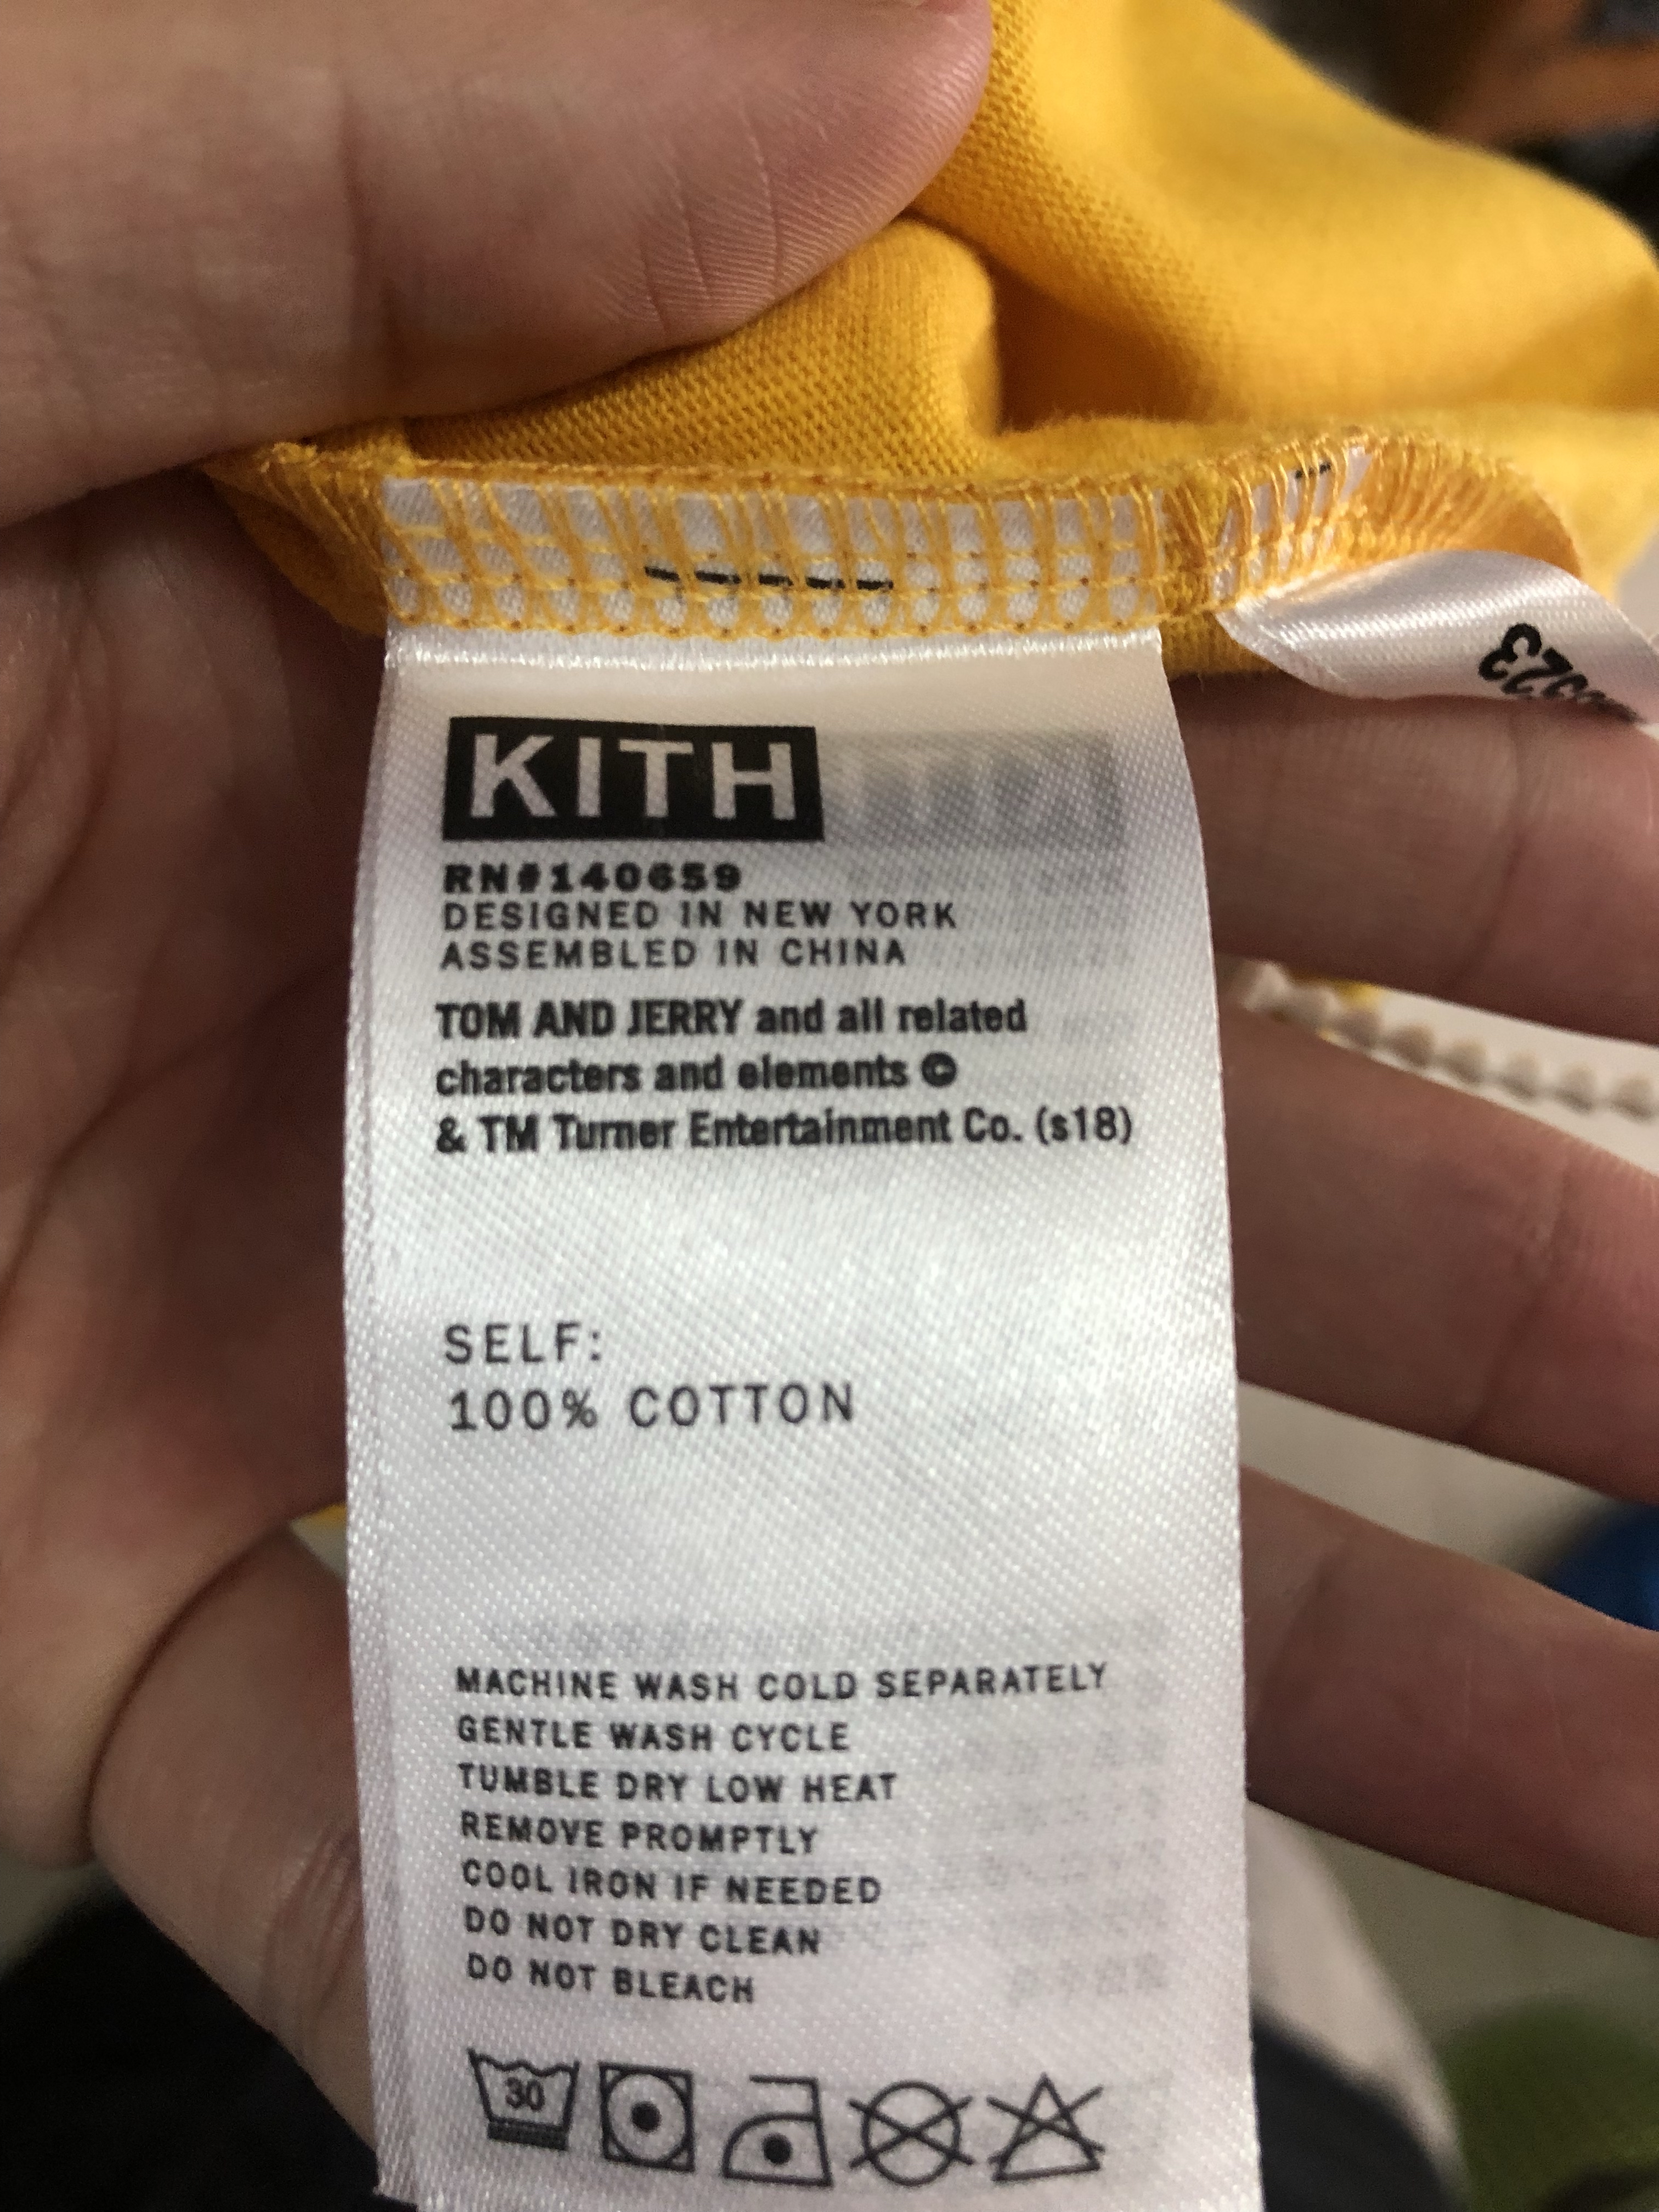 KITH
RN#140659
DESIGNED IN NEW YORK
ASSEMBLED IN CHINA
TOM AND JERRY and all related
characters and elements ©
& TM Turner Entertainment Co. (s18)
SELF:
100% COTTON
MACHINE WASH COLD SEPARATELY
GENTLE WASH CYCLE
TUMBLE DRY LOW HEAT
REMOVE PROMPTLY
COOL IRON IF NEEDED
DO NOT DRY CLEAN
DO NOT BLEACH
30